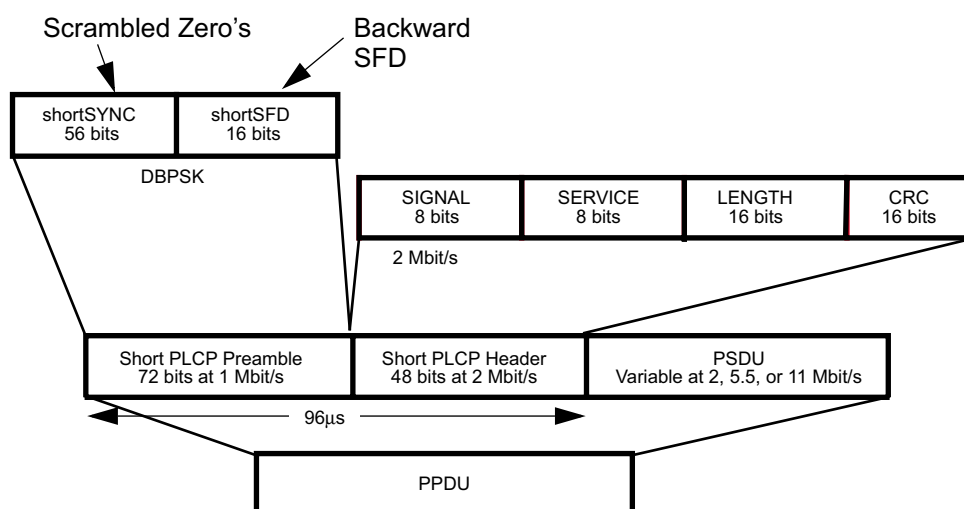 Scrambled Zero's
Backward
SFD
shortSYNC
56 bits
shortSFD
16 bits
DBPSK
SIGNAL
8 bits
SERVICE
8 bits
LENGTH
16 bits
CRC
16 bits
2 Mbit/s
Short PLCP Preamble
72 bits at 1 Mbit/s
Short PLCP Header
48 bits at 2 Mbit/s
PSDU
Variable at 2, 5.5, or 11 Mbit/s
96µs
PPDU